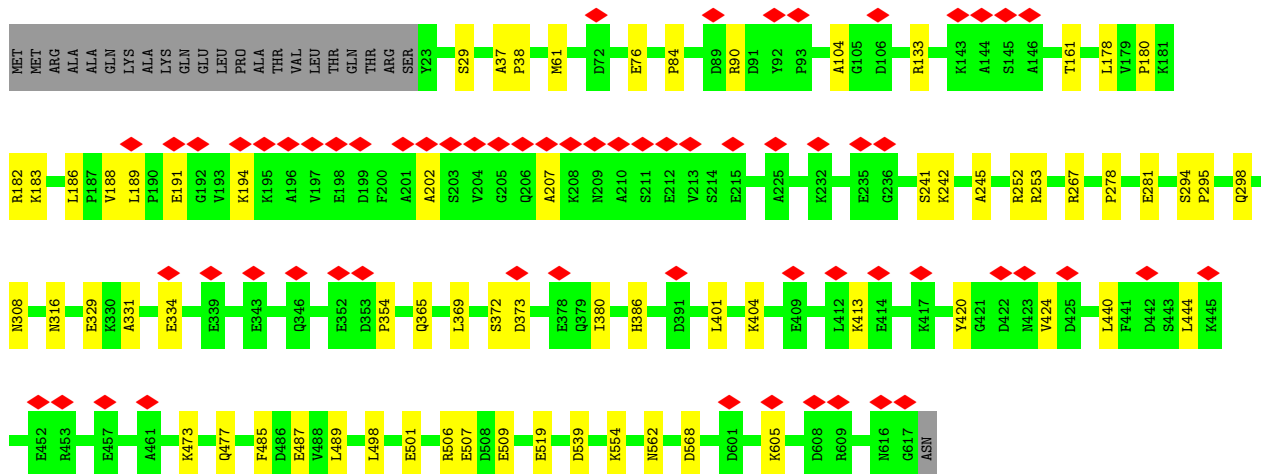 MET MET ARG ALA ALA ALA GLN LYS ALA LYS GLN GLU LEU PRO ALA THR VAL LEU THR GLN THR ARG SER Y23 S29 A37 P38 M61 D72 E76 P84 D89 R90 D91 Y92 P93 A104 G105 D106 R133 K143 A144 S145 A146 T161 L178 V179 P180 K181
R182 K183 L186 P187 V188 L189 P190 E191 G192 V193 K194 K195 A196 V197 E198 D199 F200 A201 A202 S203 V204 G205 Q206 A207 K208 N209 A210 S211 E212 V213 S214 E215 A225 K232 E235 G236 S241 K242 A245 R252 R253 R267 P278 E281 S294 P295 Q298
N308 N316 E329 K330 A331 E334 E339 E343 Q346 E352 D353 P354 Q365 L369 S372 D373 E378 Q379 I380 H386 D391 L401 K404 E409 L412 K413 E414 K417 Y420 G421 D422 N423 V424 D425 L440 F441 D442 S443 L444 K445
E452 R453 E457 A461 K473 Q477 F485 D486 E487 V488 L489 L498 E501 R506 E507 D508 E509 E519 D539 K554 N562 D568 D601 K605 D608 R609 N616 G617 ASN